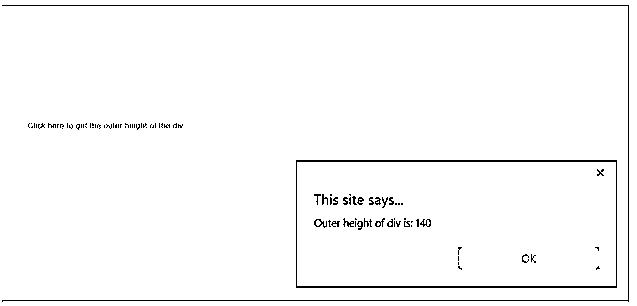 Click here to get the outer height of the div
×
This site says...
Outer height of div is: 140
OK